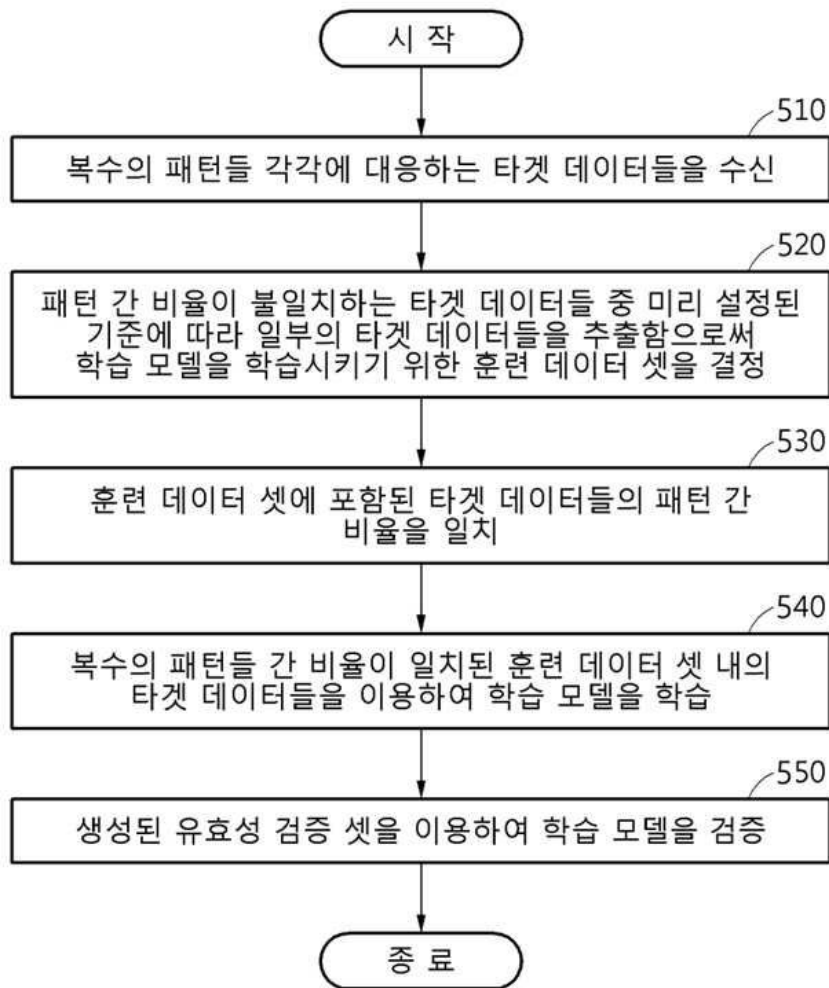 시 작
510
복수의 패턴들 각각에 대응하는 타겟 데이터들을 수신
520
패턴 간 비율이 불일치하는 타겟 데이터들 중 미리 설정된
기준에 따라 일부의 타겟 데이터들을 추출함으로써
학습 모델을 학습시키기 위한 훈련 데이터 셋을 결정
530
훈련 데이터 셋에 포함된 타겟 데이터들의 패턴 간
비율을 일치
540
복수의 패턴들 간 비율이 일치된 훈련 데이터 셋 내의
타겟 데이터들을 이용하여 학습 모델을 학습
550
생성된 유효성 검증 셋을 이용하여 학습 모델을 검증
종 료